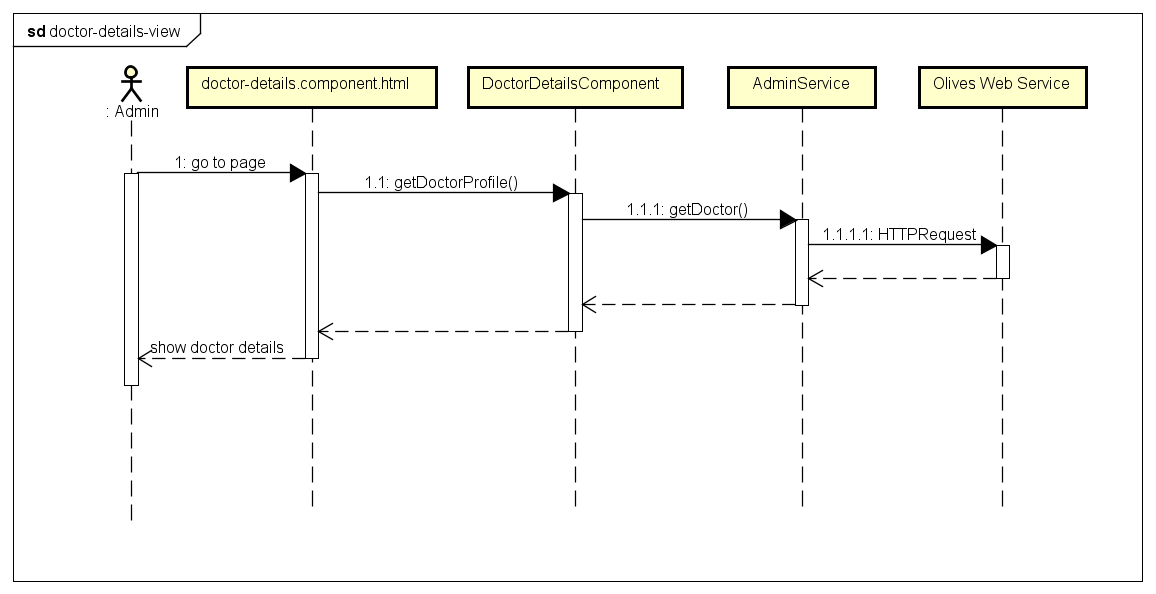 sd doctor-details-view
: Admin
doctor-details.component.html
DoctorDetailsComponent
AdminService
Olives Web Service
1: go to page
1.1: getDoctorProfile()
1.1.1: getDoctor()
1.1.1.1: HTTPRequest
show doctor details